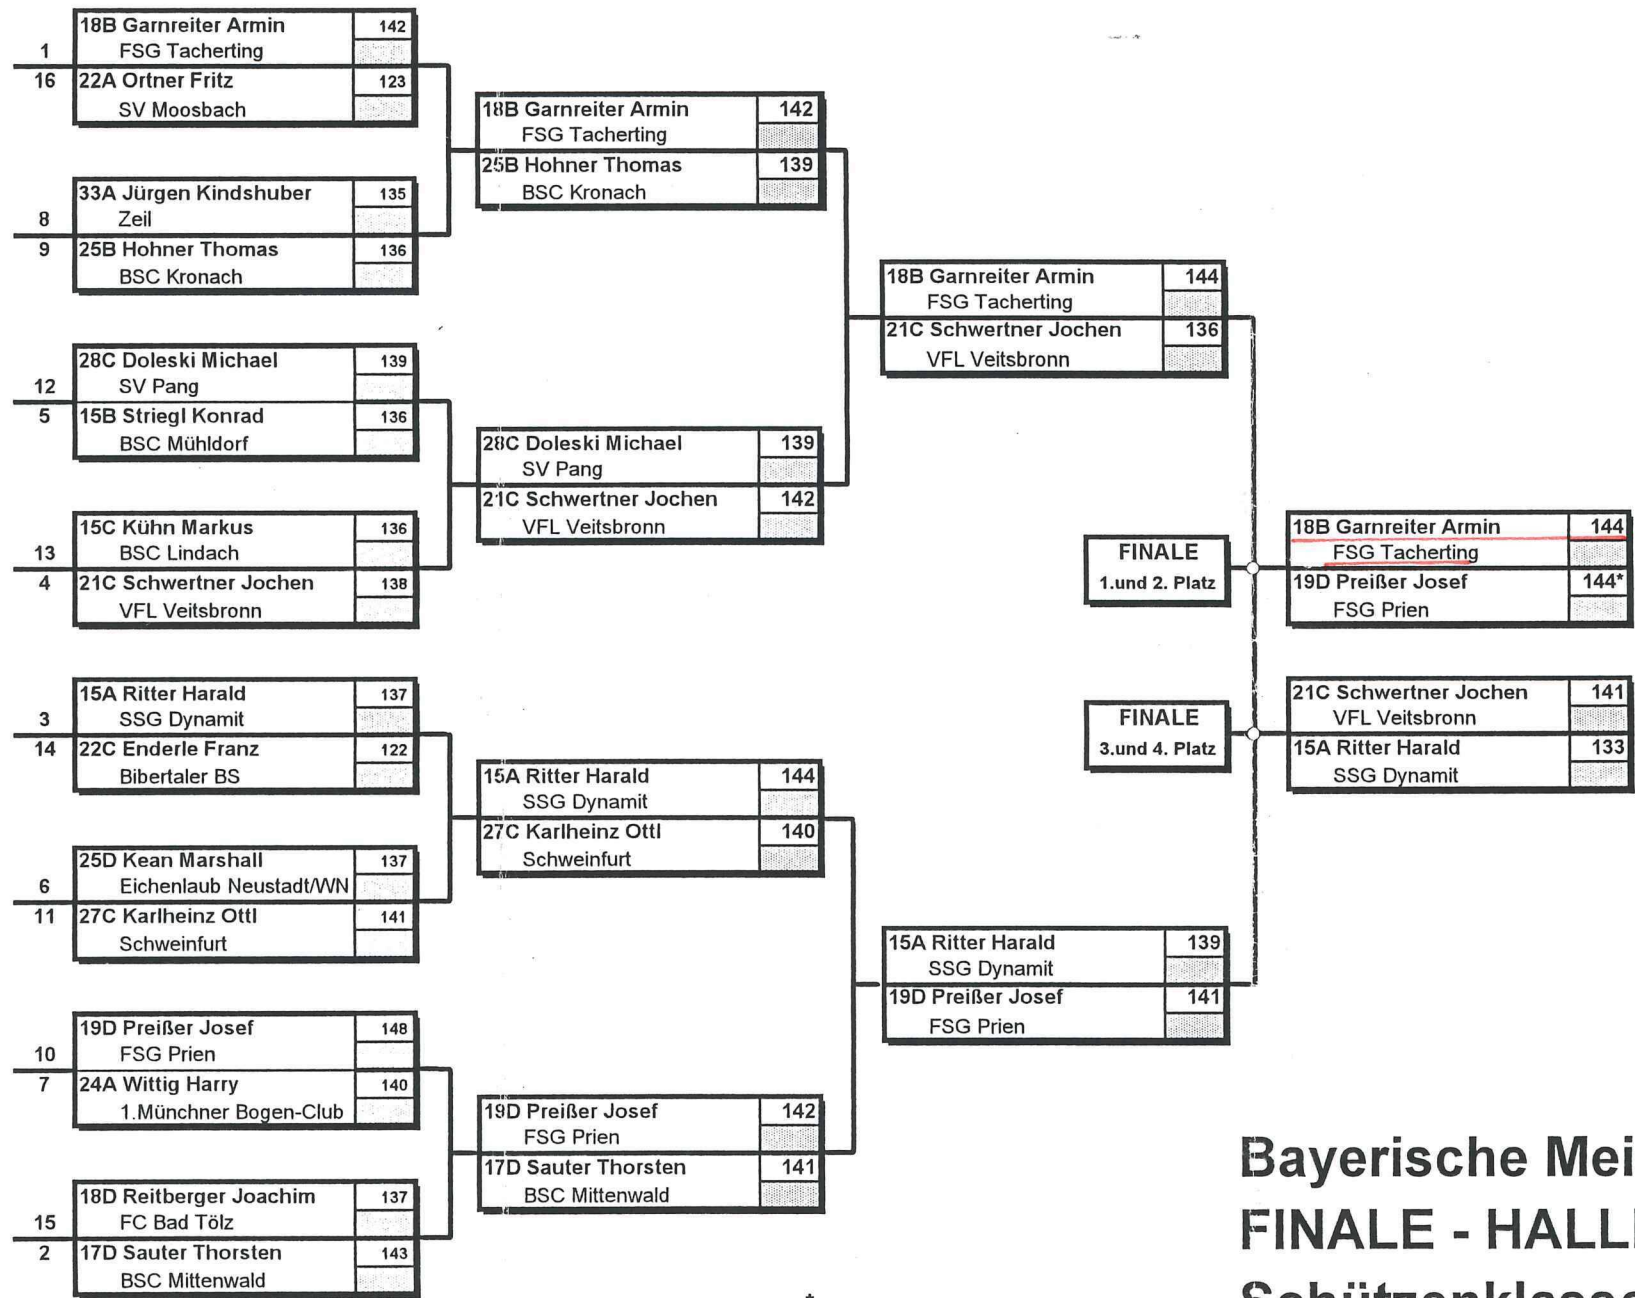 18B Garnreiter Armin 142
1 FSG Tacherting
16 22A Ortner Fritz 123
SV Moosbach
33A Jürgen Kindshuber 135
8 Zeil
9 25B Hohner Thomas 136
BSC Kronach
28C Doleski Michael 139
12 SV Pang
5 15B Striegl Konrad 136
BSC Mühldorf
15C Kühn Markus 136
13 BSC Lindach
4 21C Schwertner Jochen 138
VFL Veitsbronn
15A Ritter Harald 137
3 SSG Dynamit
14 22C Enderle Franz 122
Bibertaler BS
25D Kean Marshall 137
6 Eichenlaub Neustadt/WN
11 27C Karlheinz Ottl 141
Schweinfurt
19D Preißer Josef 148
10 FSG Prien
7 24A Wittig Harry 140
1.Münchner Bogen-Club
18D Reitberger Joachim 137
15 FC Bad Tölz
2 17D Sauter Thorsten 143
BSC Mittenwald
18B Garnreiter Armin 142
FSG Tacherting
25B Hohner Thomas 139
BSC Kronach
28C Doleski Michael 139
SV Pang
21C Schwertner Jochen 142
VFL Veitsbronn
15A Ritter Harald 144
SSG Dynamit
27C Karlheinz Ottl 140
Schweinfurt
19D Preißer Josef 142
FSG Prien
17D Sauter Thorsten 141
BSC Mittenwald
18B Garnreiter Armin 144
FSG Tacherting
21C Schwertner Jochen 136
VFL Veitsbronn
15A Ritter Harald 139
SSG Dynamit
19D Preißer Josef 141
FSG Prien
FINALE
1.und 2. Platz
18B Garnreiter Armin 144
FSG Tacherting
19D Preißer Josef 144*
FSG Prien
FINALE
3.und 4. Platz
21C Schwertner Jochen 141
VFL Veitsbronn
15A Ritter Harald 133
SSG Dynamit
Bayerische Mei
FINALE - HALL
Schützenklasse
*